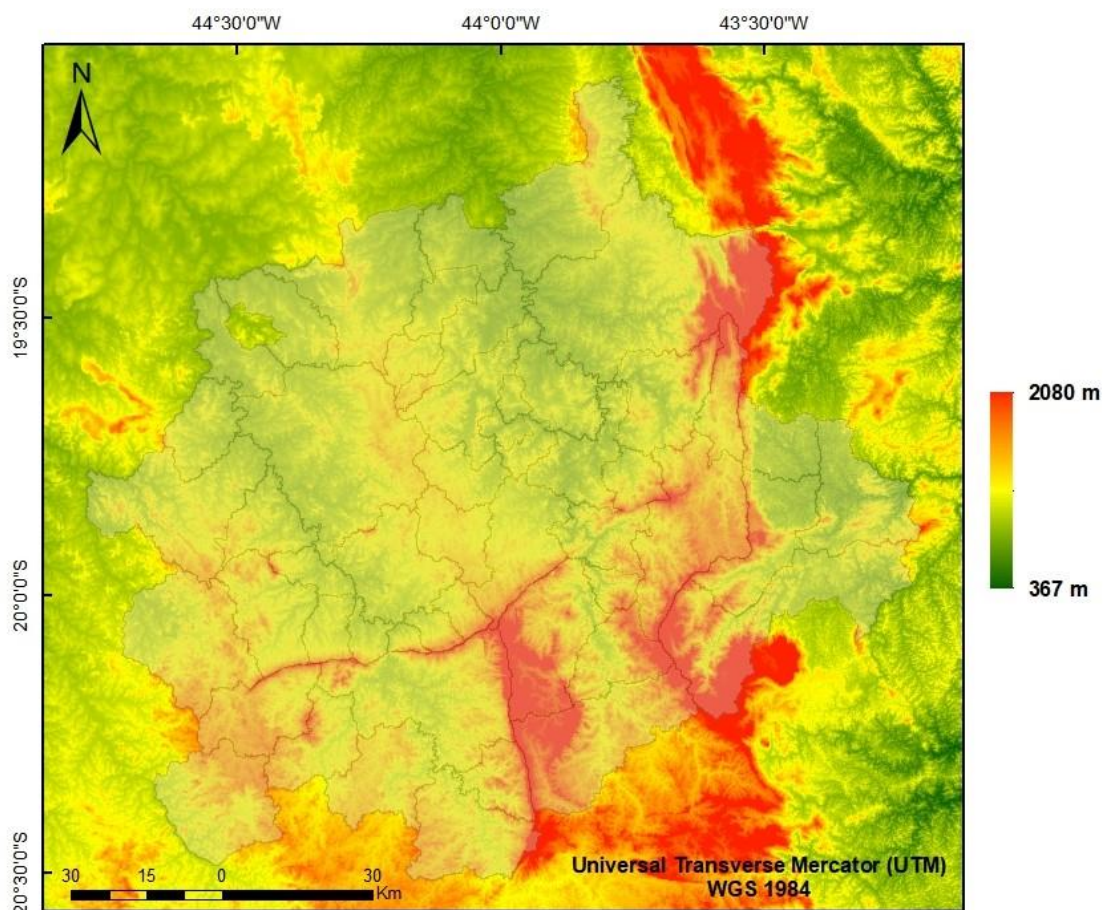 44°30'0"W 44°0'0"W 43°30'0"W
N
19°30'0"S
2080 m
367 m
20°0'0"S
20°30'0"S
30 15 0 30
Km
Universal Transverse Mercator (UTM)
WGS 1984